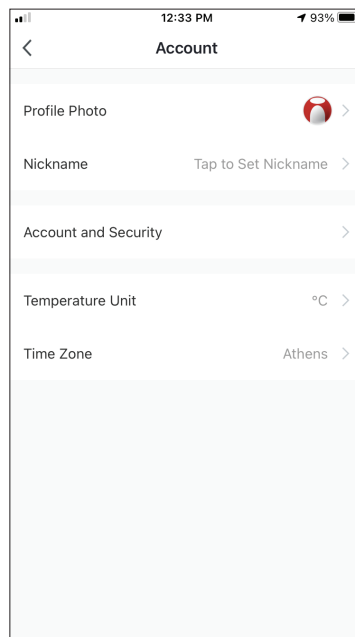 12:33 PM 93%
Account
Profile Photo
Nickname Tap to Set Nickname
Account and Security
Temperature Unit °C
Time Zone Athens